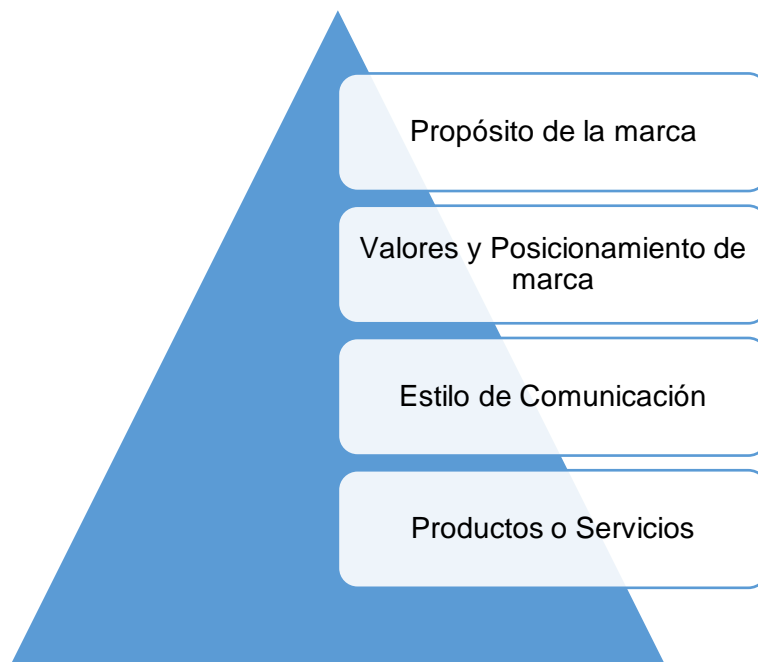 Propósito de la marca
Valores y Posicionamiento de
marca
Estilo de Comunicación
Productos o Servicios